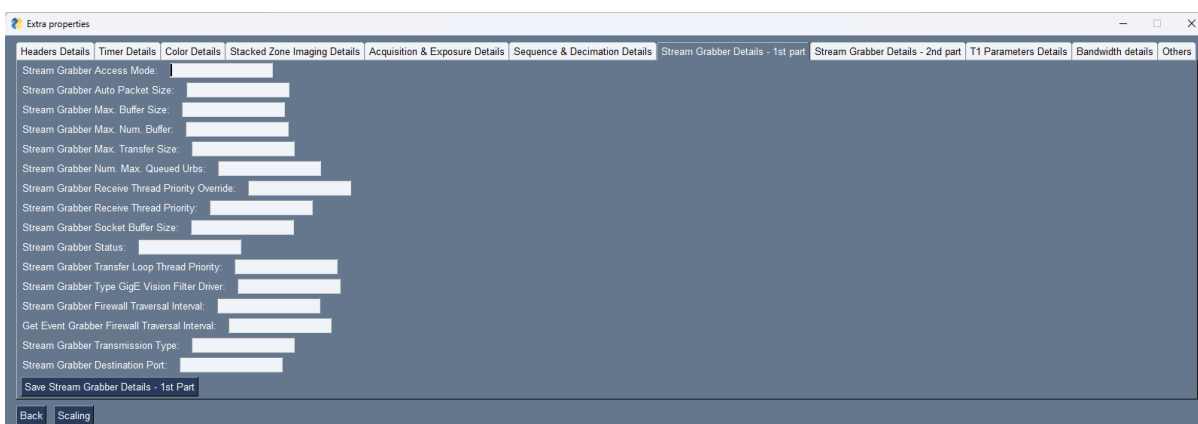 Extra properties
Headers Details Timer Details Color Details Stacked Zone Imaging Details Acquisition & Exposure Details Sequence & Decimation Details Stream Grabber Details - 1st part Stream Grabber Details - 2nd part T1 Parameters Details Bandwidth details Others
Stream Grabber Access Mode:
Stream Grabber Auto Packet Size:
Stream Grabber Max. Buffer Size:
Stream Grabber Max. Num. Buffer:
Stream Grabber Max. Transfer Size:
Stream Grabber Num. Max. Queued Urbs:
Stream Grabber Receive Thread Priority Override:
Stream Grabber Receive Thread Priority:
Stream Grabber Socket Buffer Size:
Stream Grabber Status:
Stream Grabber Transfer Loop Thread Priority:
Stream Grabber Type GigE Vision Filter Driver:
Stream Grabber Firewall Traversal Interval:
Get Event Grabber Firewall Traversal Interval:
Stream Grabber Transmission Type:
Stream Grabber Destination Port:
Save Stream Grabber Details - 1st Part
Back Scaling